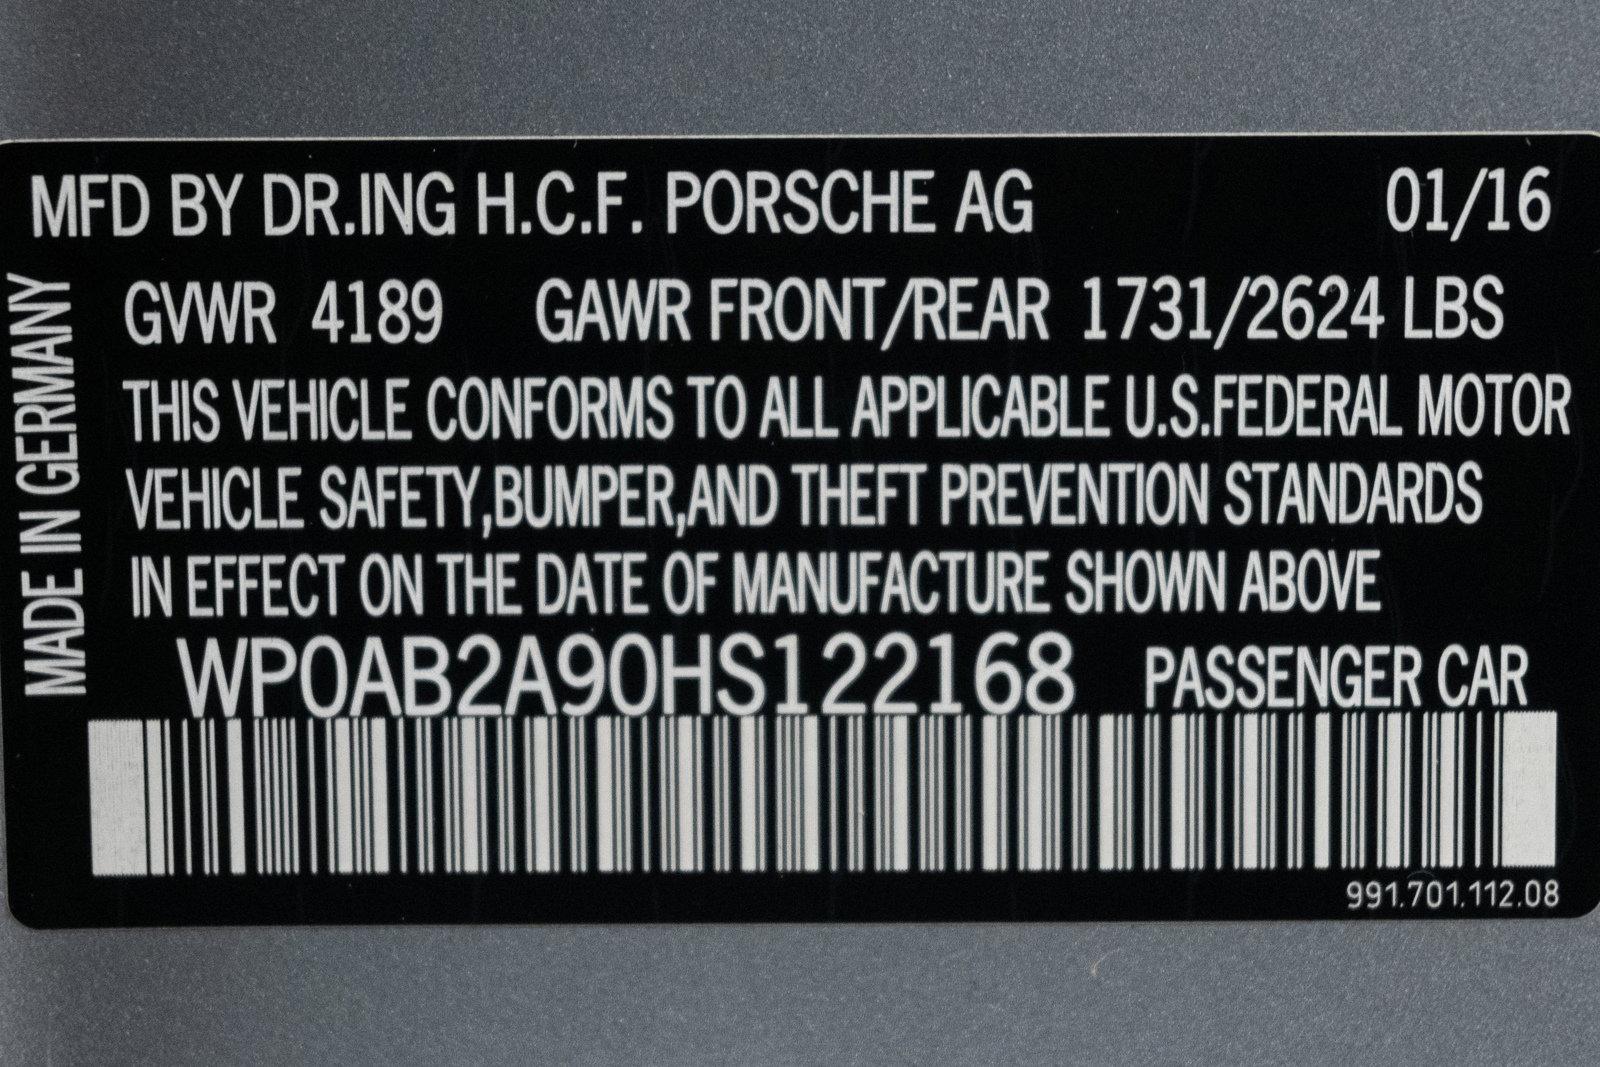 MFD BY DR.ING H.C.F. PORSCHE AG 01/16
GVWR 4189 GAWR FRONT/REAR 1731/2624 LBS
THIS VEHICLE CONFORMS TO ALL APPLICABLE U.S.FEDERAL MOTOR
VEHICLE SAFETY,BUMPER,AND THEFT PREVENTION STANDARDS
IN EFFECT ON THE DATE OF MANUFACTURE SHOWN ABOVE
WP0AB2A90HS122168 PASSENGER CAR
991.701.112.08
MADE IN GERMANY